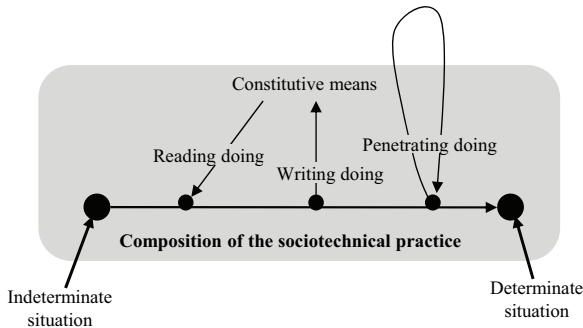 Constitutive means
Penetrating doing
Reading doing
Writing doing
Composition of the sociotechnical practice
Indeterminate
situation
Determinate
situation